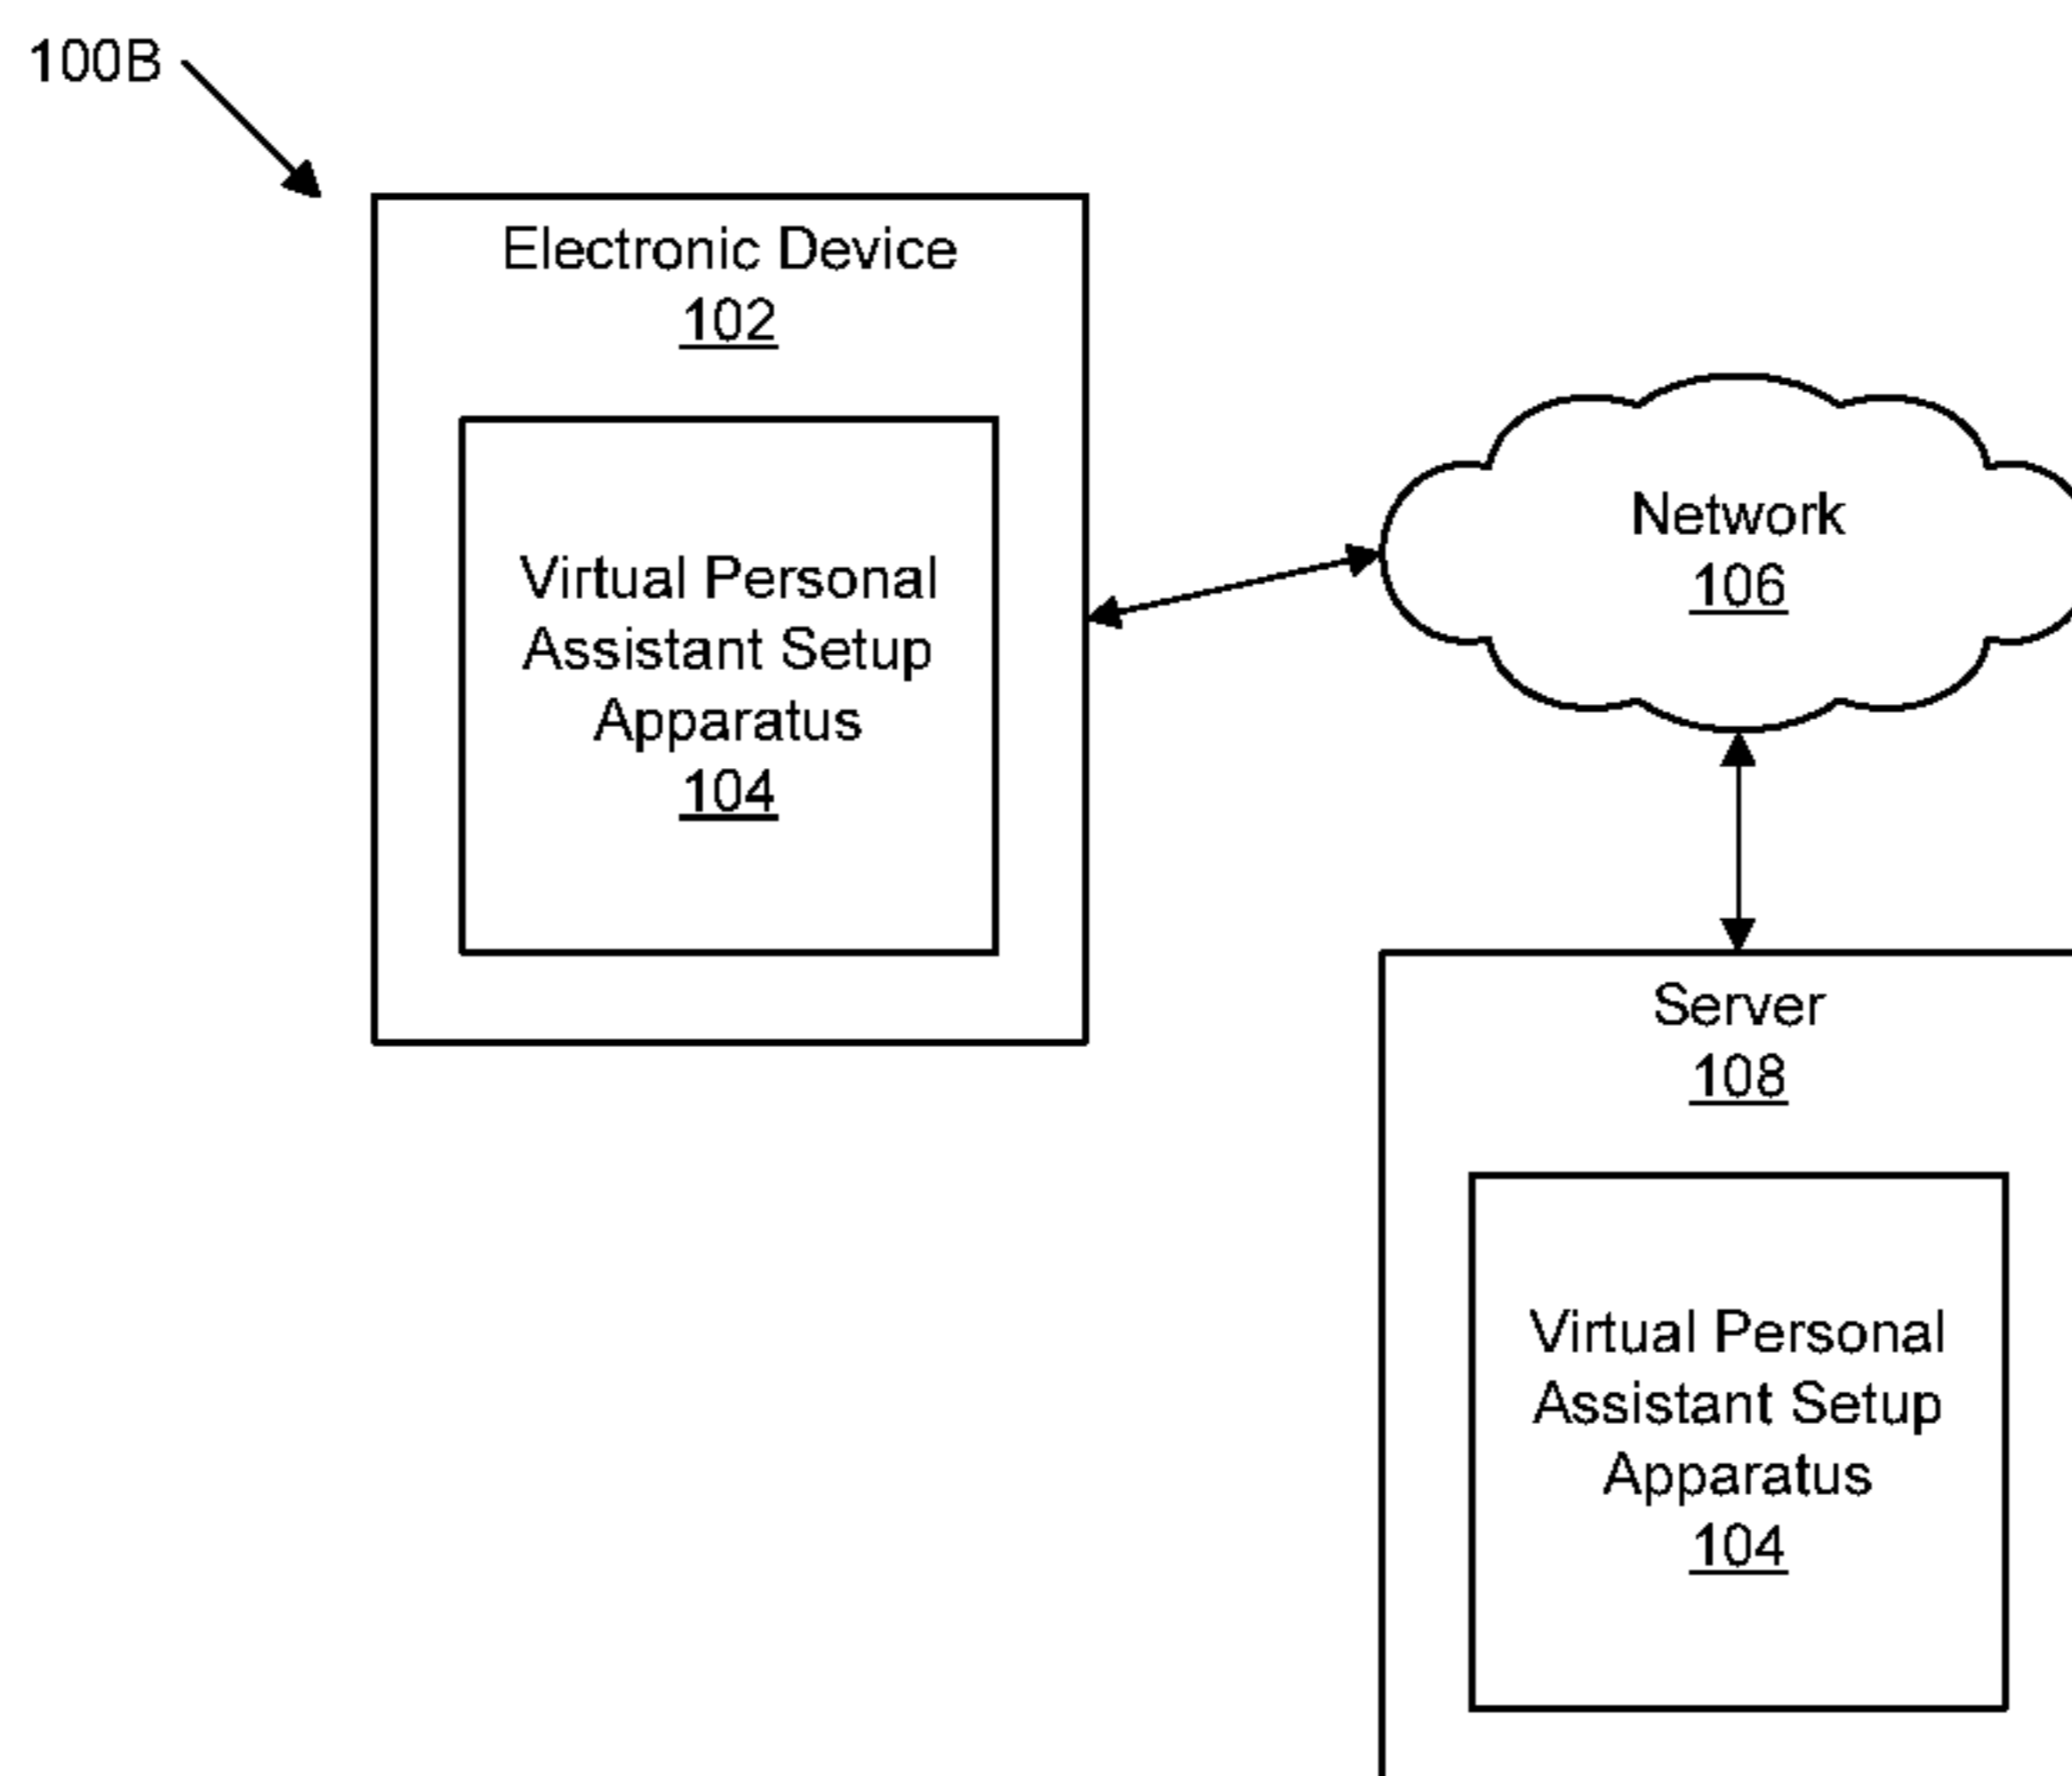 100B
Electronic Device
102
Virtual Personal
Assistant Setup
Apparatus
104
Network
106
Server
108
Virtual Personal
Assistant Setup
Apparatus
104